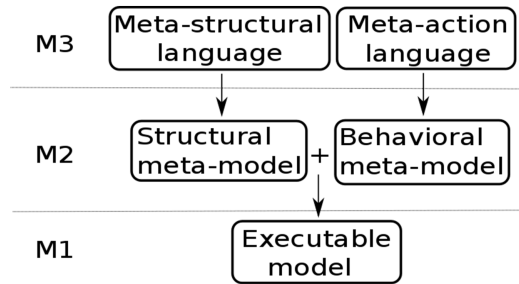 M3
Meta-structural
language
Meta-action
language
M2
Structural
meta-model
+
Behavioral
meta-model
M1
Executable
model